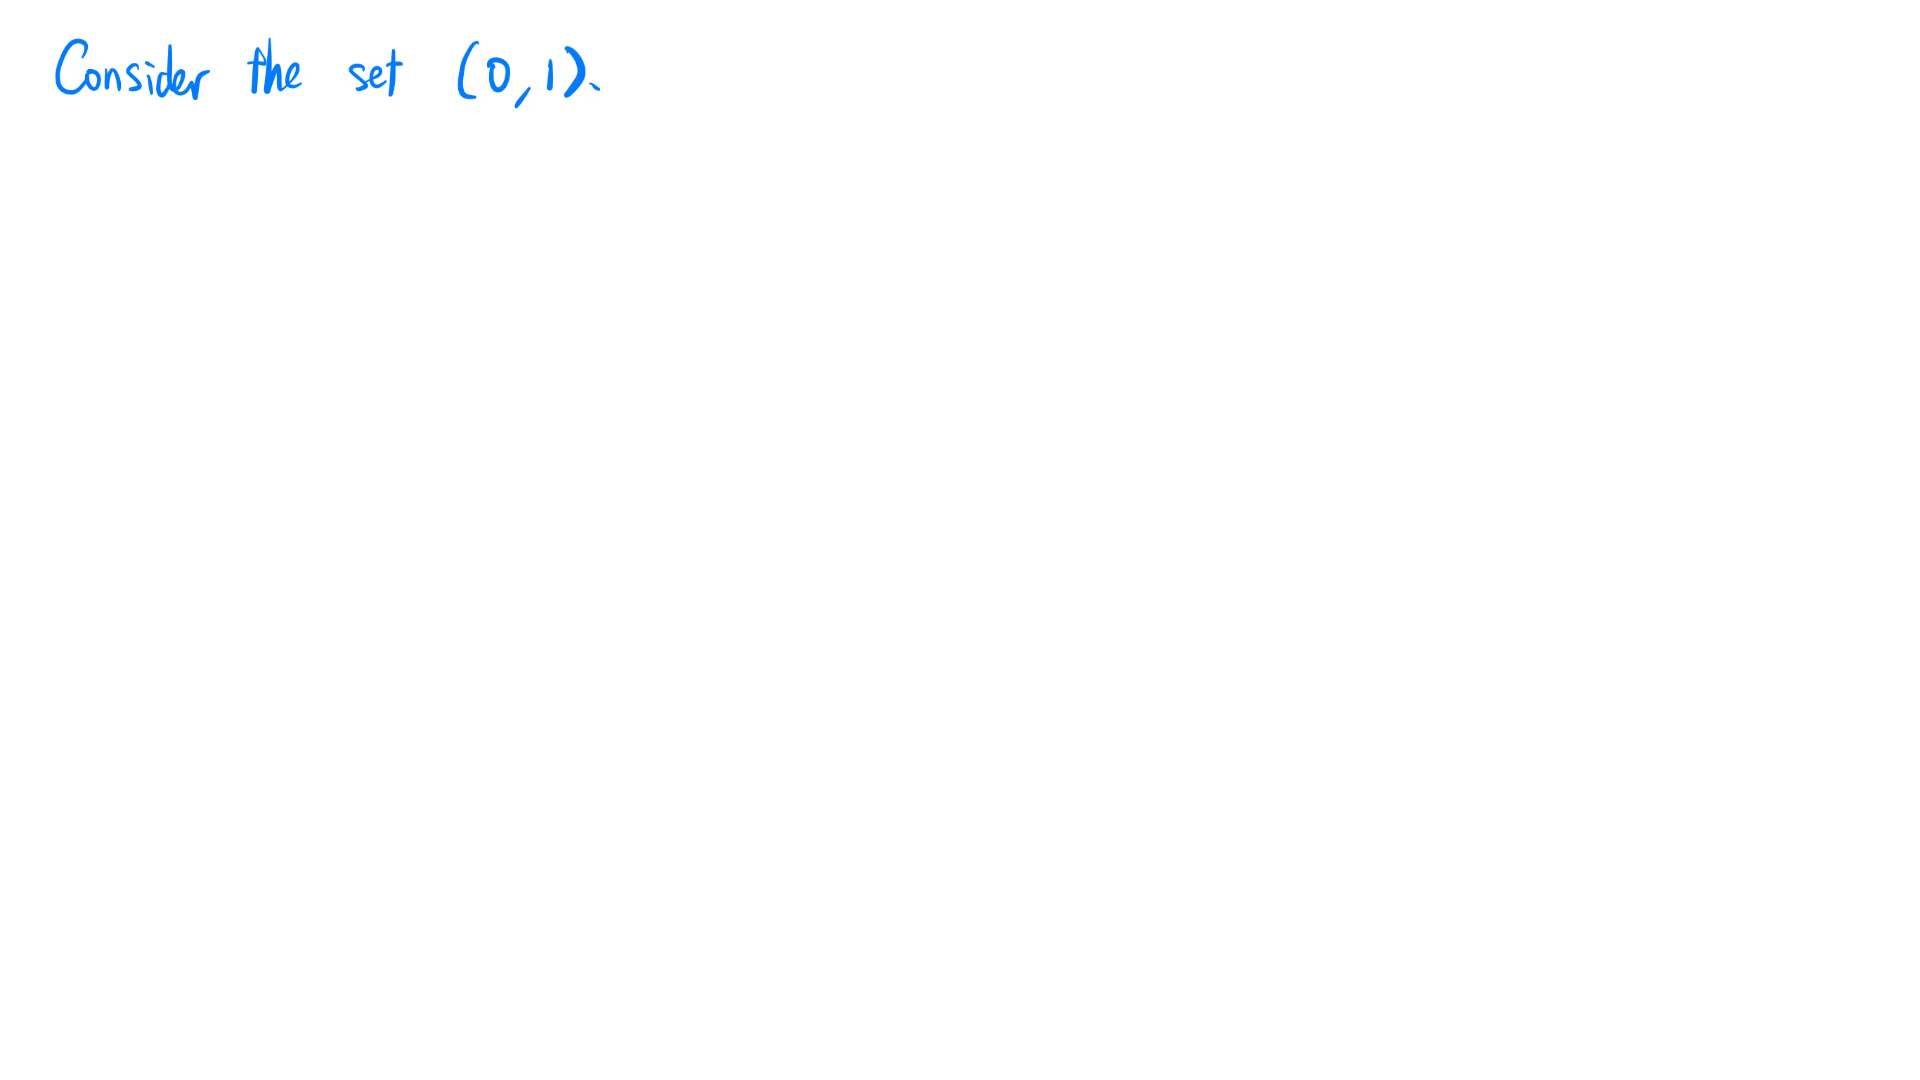 Consider the set (0,1).